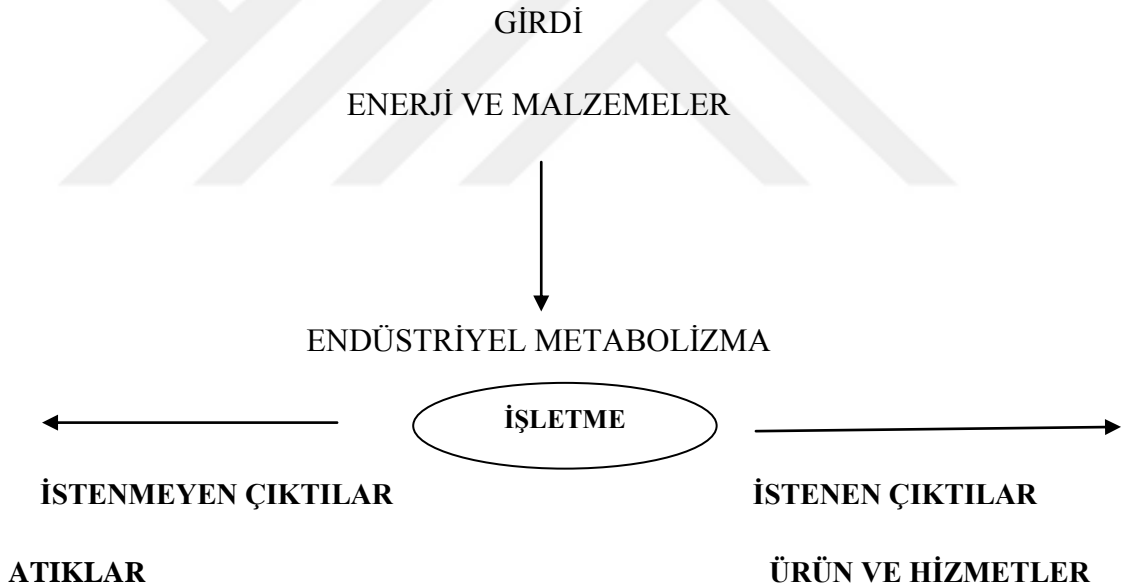 GİRDİ
ENERJİ VE MALZEMELER
ENDÜSTRİYEL METABOLİZMA
İŞLETME
İSTENMEYEN ÇIKTILAR
İSTENEN ÇIKTILAR
ATIKLAR
ÜRÜN VE HİZMETLER